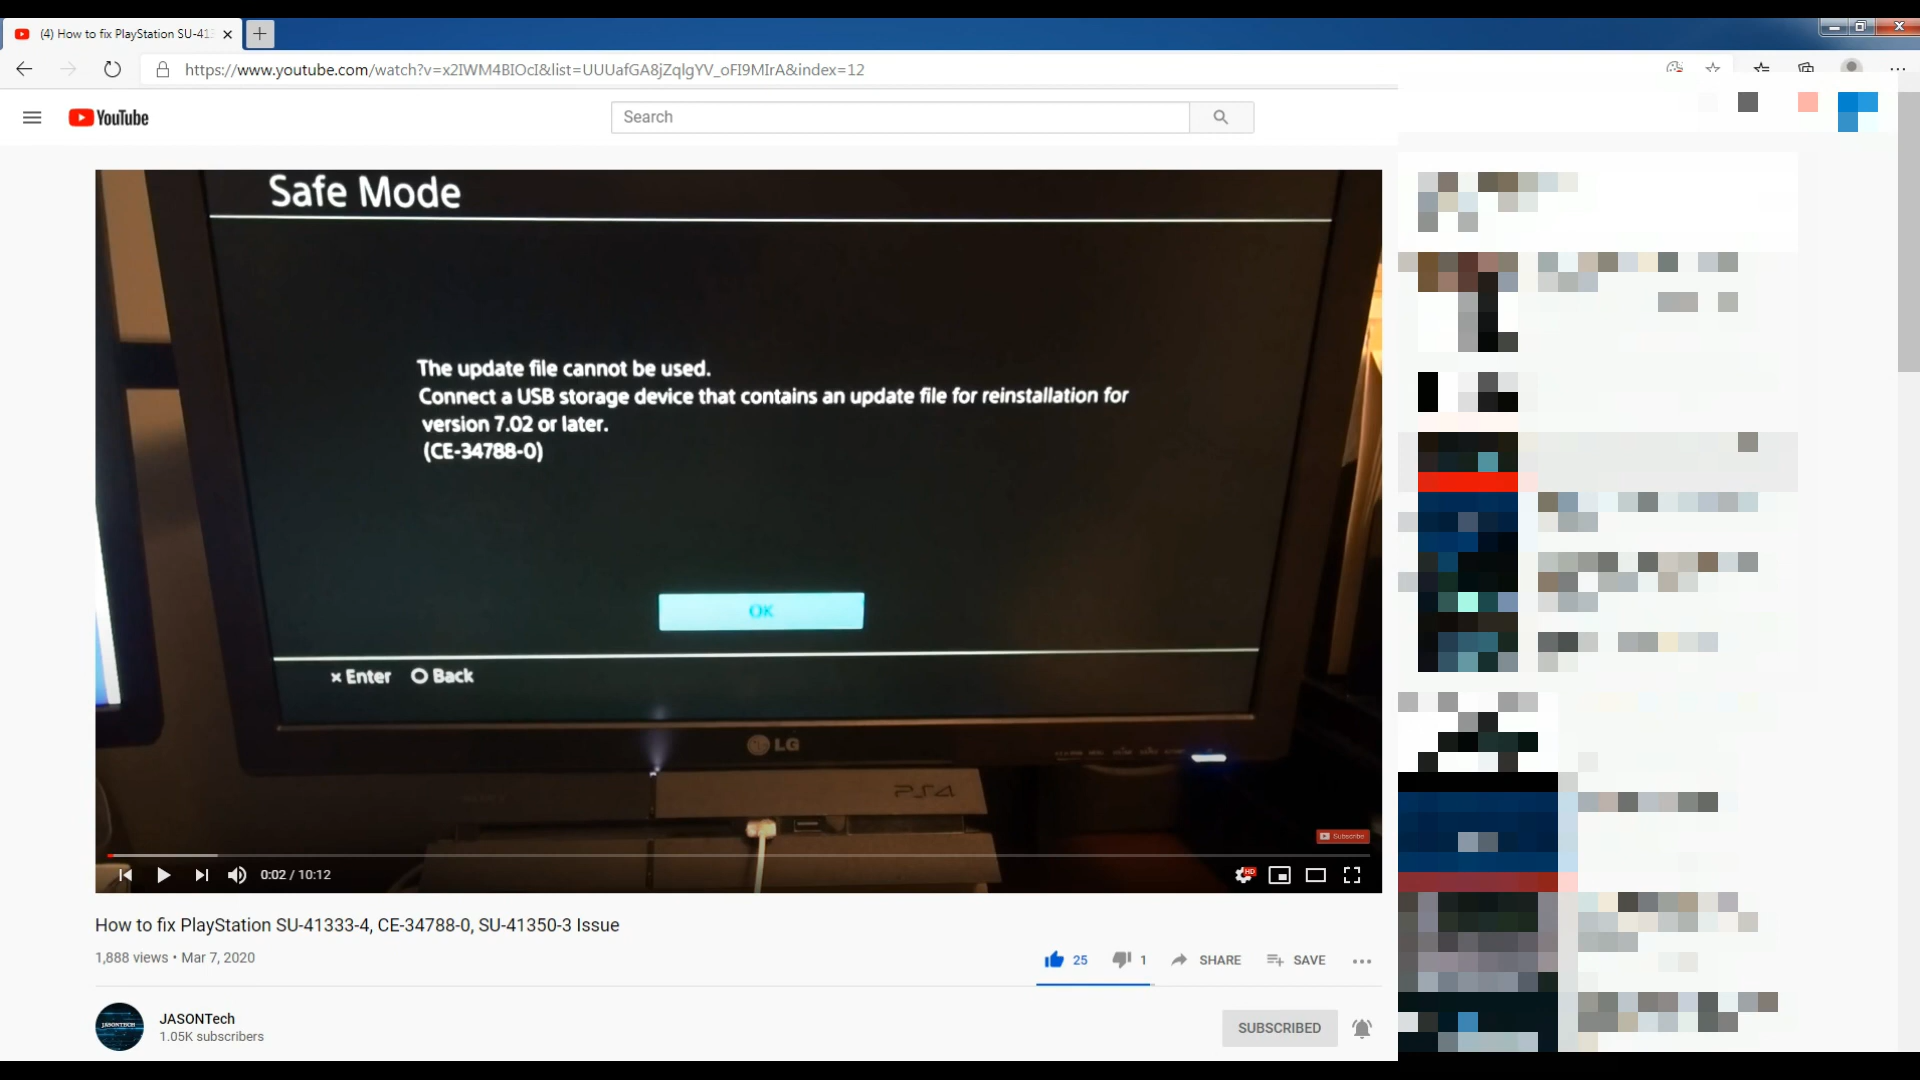 (4) How to fix PlayStation SU-413
https://www.youtube.com/watch?v=x2IWM4BIOcI&list=UUUafGA8jZqlgYV_oFI9MIrA&index=12
YouTube
Search
Safe Mode
The update file cannot be used.
Connect a USB storage device that contains an update file for reinstallation for
version 7.02 or later.
(CE-34788-0)
OK
× Enter O Back
LG
PS4
Subscribe
0:02 / 10:12
HD
How to fix PlayStation SU-41333-4, CE-34788-0, SU-41350-3 Issue
1,888 views • Mar 7, 2020
25 1 SHARE SAVE
JASONTECH
JASONTech
1.05K subscribers
SUBSCRIBED